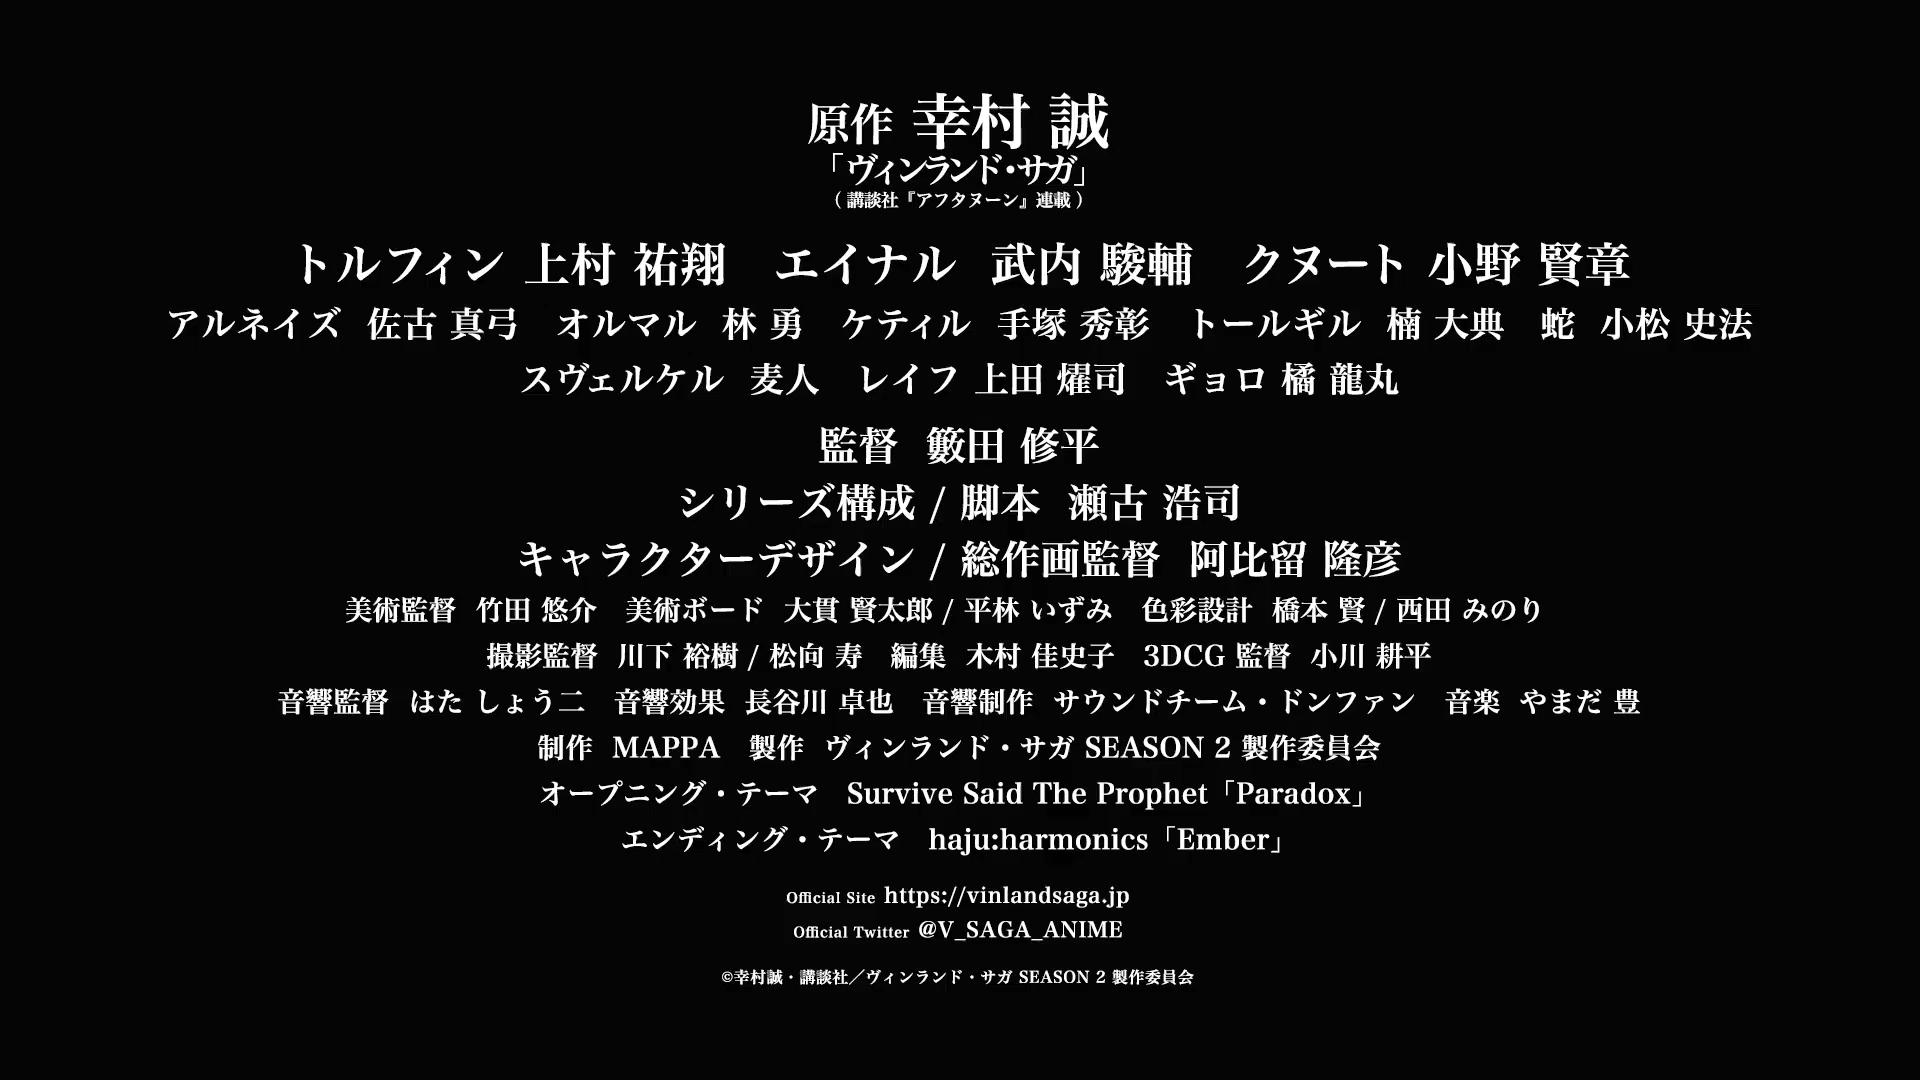 原作 幸村 誠
「ヴィンランド・サガ」
（ 講談社『アフタヌーン』連載 ）
トルフィン 上村 祐翔　エイナル 武内 駿輔　クヌート 小野 賢章
アルネイズ 佐古 真弓　オルマル 林 勇　ケティル 手塚 秀彰　トールギル 楠 大典　蛇 小松 史法
スヴェルケル 麦人　レイフ 上田 燿司　ギョロ 橘 龍丸
監督 籔田 修平
シリーズ構成 / 脚本 瀬古 浩司
キャラクターデザイン / 総作画監督 阿比留 隆彦
美術監督 竹田 悠介　美術ボード 大貫 賢太郎 / 平林 いずみ　色彩設計 橋本 賢 / 西田 みのり
撮影監督 川下 裕樹 / 松向 寿　編集 木村 佳史子　3DCG 監督 小川 耕平
音響監督 はた しょう二　音響効果 長谷川 卓也　音響制作 サウンドチーム・ドンファン　音楽 やまだ 豊
制作 MAPPA　製作 ヴィンランド・サガ SEASON 2 製作委員会
オープニング・テーマ　Survive Said The Prophet「Paradox」
エンディング・テーマ　haju:harmonics「Ember」
Official Site https://vinlandsaga.jp
Official Twitter @V_SAGA_ANIME
©幸村誠・講談社／ヴィンランド・サガ SEASON 2 製作委員会